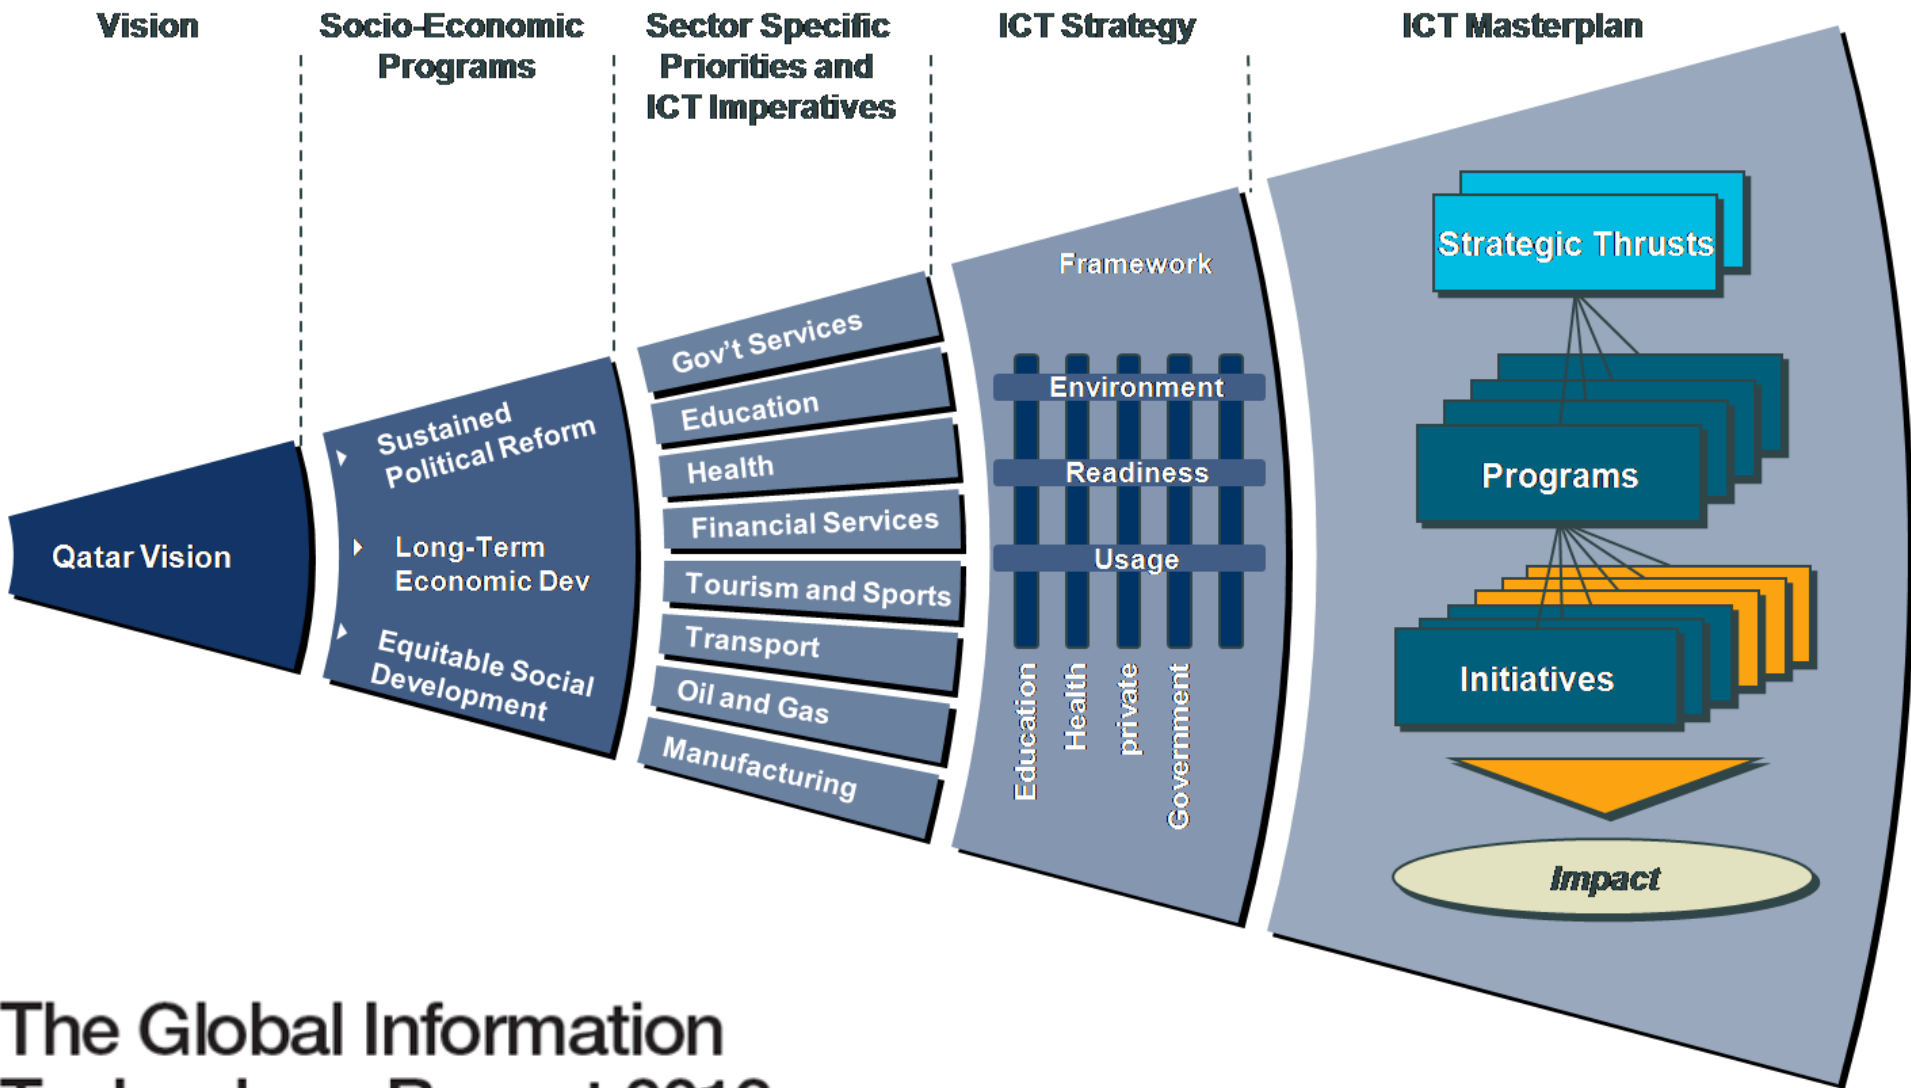 Vision
Socio-Economic
Programs
Sector Specific
Priorities and
ICT Imperatives
ICT Strategy
ICT Masterplan
Qatar Vision
Sustained
Political Reform
Long-Term
Economic Dev
Equitable Social
Development
Gov't Services
Education
Health
Financial Services
Tourism and Sports
Transport
Oil and Gas
Manufacturing
Framework
Environment
Readiness
Usage
Education
Health
private
Government
Strategic Thrusts
Programs
Initiatives
Impact
The Global Information